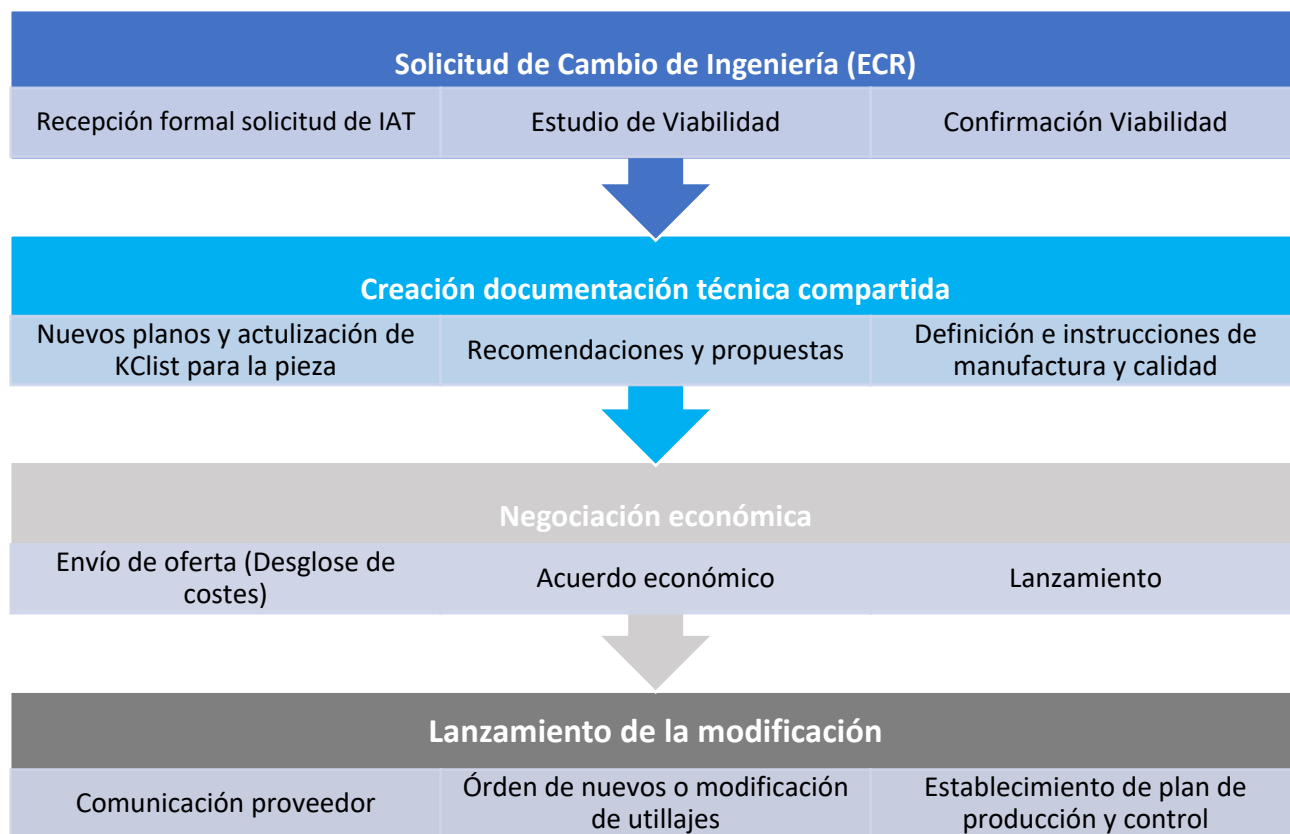 Solicitud de Cambio de Ingeniería (ECR)
Recepción formal solicitud de IAT
Estudio de Viabilidad
Confirmación Viabilidad
Creación documentación técnica compartida
Nuevos planos y actulización de
KClist para la pieza
Recomendaciones y propuestas
Definición e instrucciones de
manufactura y calidad
Negociación económica
Envío de oferta (Desglose de
costes)
Acuerdo económico
Lanzamiento
Lanzamiento de la modificación
Comunicación proveedor
Órden de nuevos o modificación
de utillajes
Establecimiento de plan de
producción y control